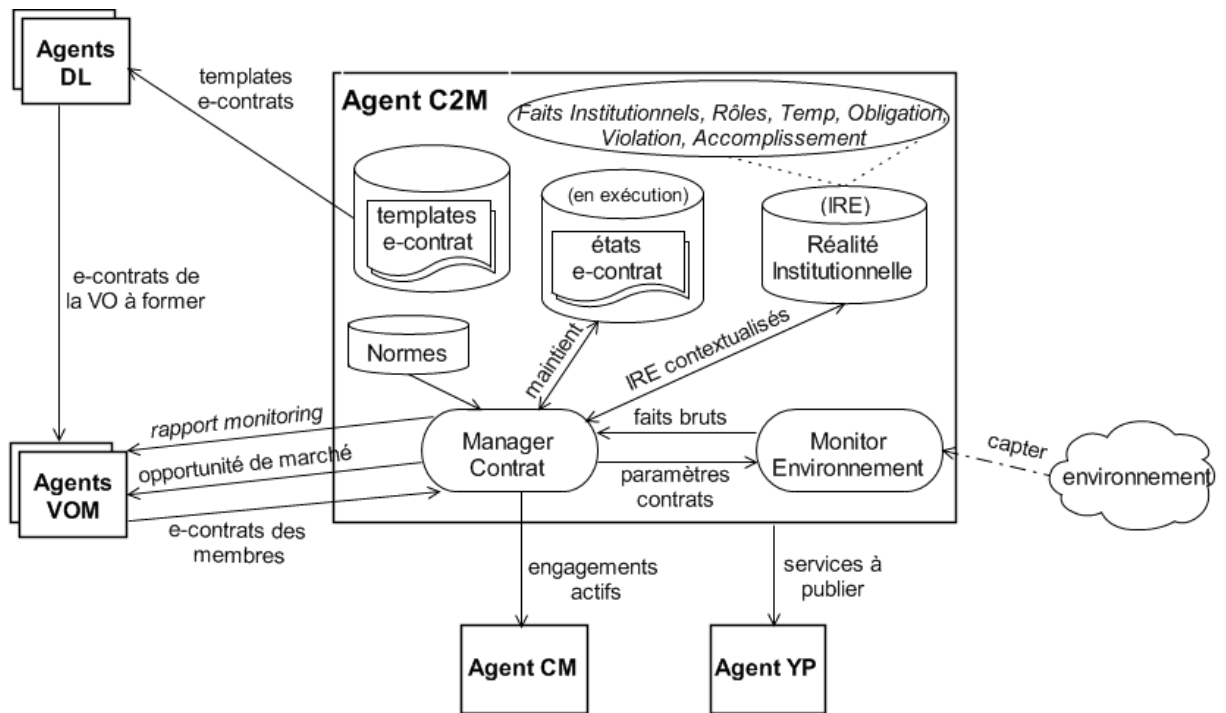 Agents
DL
templates
e-contrats
Agent C2M
Faits Institutionnels, Rôles, Temp, Obligation,
Violation, Accomplissement
templates
e-contrat
(en exécution)
états
e-contrat
(IRE)
Réalité
Institutionnelle
e-contrats de
la VO à former
Normes
maintient
IRE contextualisés
rapport monitoring
opportunité de marché
e-contrats des
membres
Agents
VOM
Manager
Contrat
faits bruts
paramètres
contrats
Monitor
Environnement
capter
environnement
engagements
actifs
services à
publier
Agent CM
Agent YP